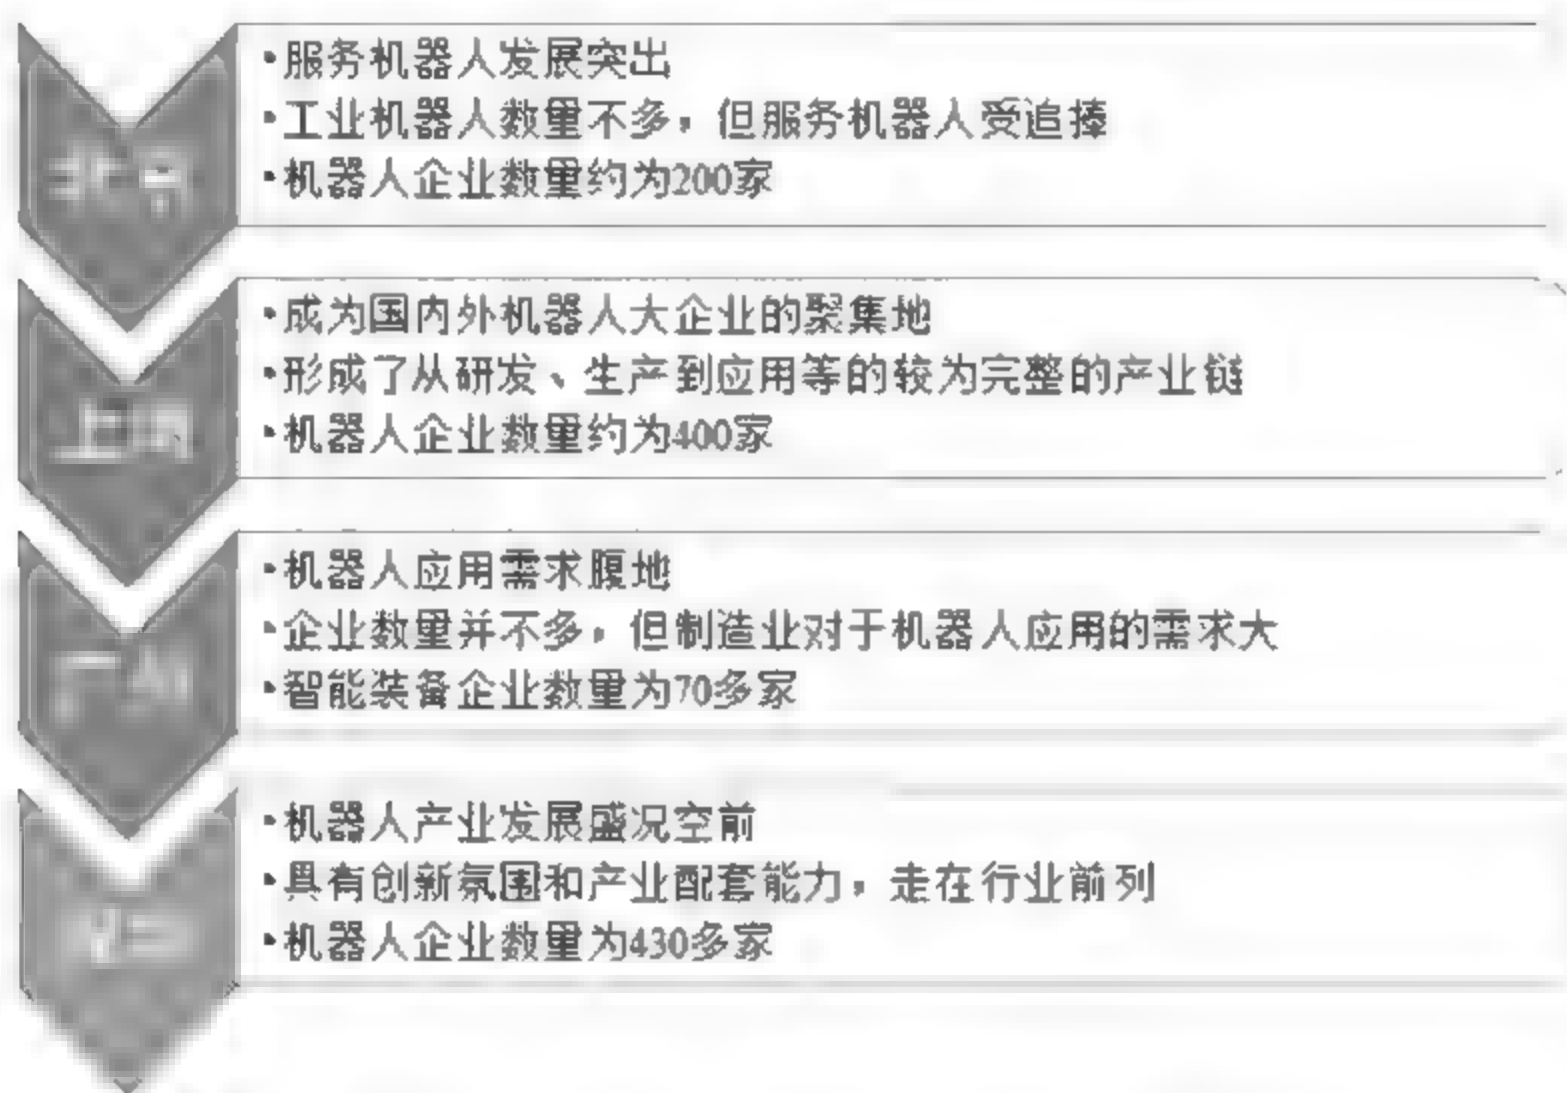 北京
•服务机器人发展突出
•工业机器人数量不多，但服务机器人受追捧
•机器人企业数量约为200家
上海
•成为国内外机器人大企业的聚集地
•形成了从研发、生产到应用等的较为完整的产业链
•机器人企业数量约为400家
广州
•机器人应用需求腹地
•企业数量并不多，但制造业对于机器人应用的需求大
•智能装备企业数量为70多家
•机器人产业发展盛况空前
•具有创新氛围和产业配套能力，走在行业前列
•机器人企业数量为430多家